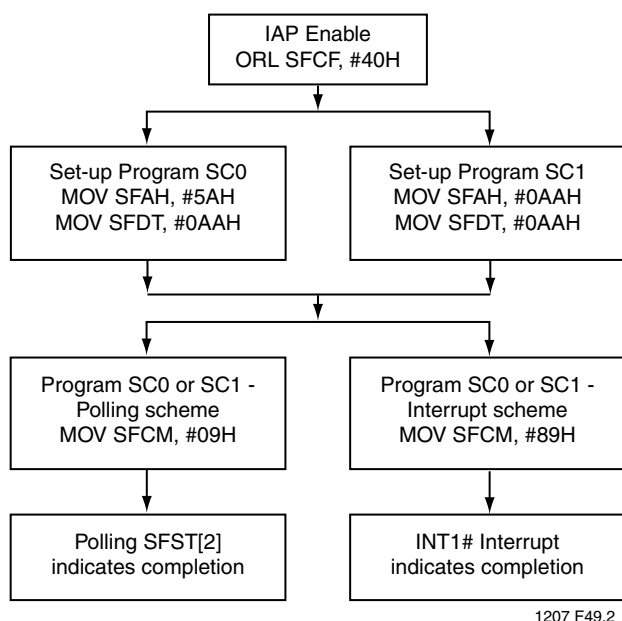 IAP Enable
ORL SFCF, #40H
Set-up Program SC0
MOV SFAH, #5AH
MOV SFDT, #0AAH
Set-up Program SC1
MOV SFAH, #0AAH
MOV SFDT, #0AAH
Program SC0 or SC1 -
Polling scheme
MOV SFCM, #09H
Program SC0 or SC1 -
Interrupt scheme
MOV SFCM, #89H
Polling SFST[2]
indicates completion
INT1# Interrupt
indicates completion
1207 F49.2